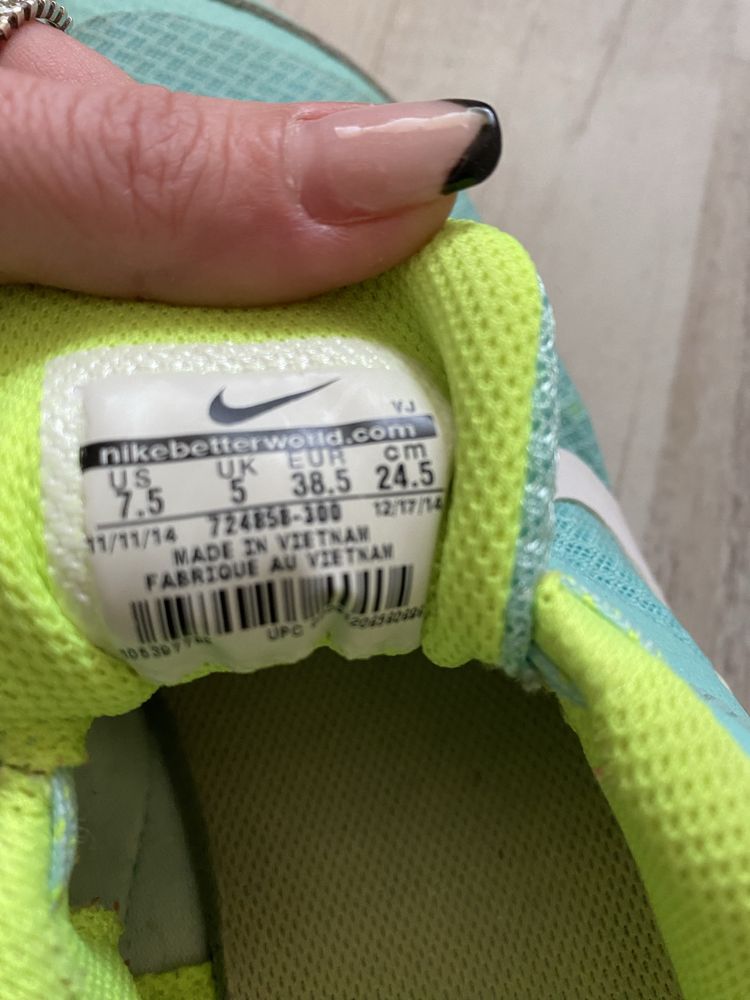 YJ
nikebetterworld.com
US UK EUR cm
7.5 5 38.5 24.5
11/11/14 724858-300 12/17/14
MADE IN VIETNAM
FABRIQUE AU VIETNAM
UPC